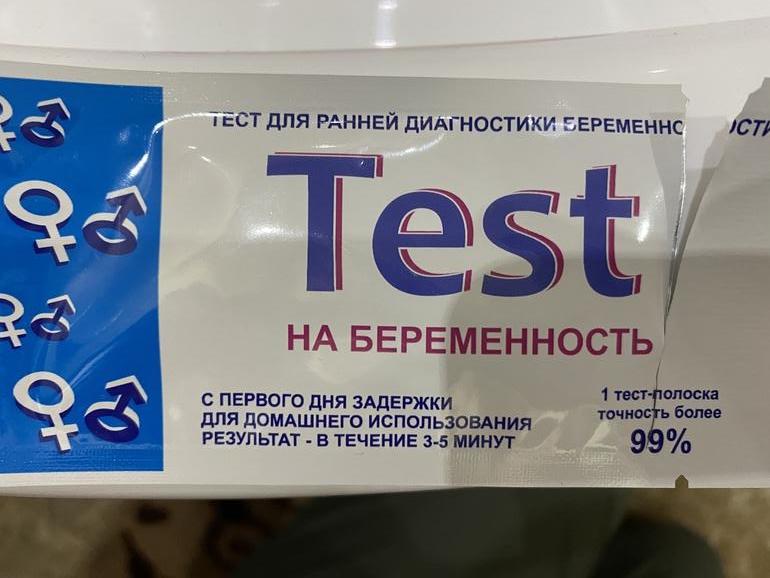 ТЕСТ ДЛЯ РАННЕЙ ДИАГНОСТИКИ БЕРЕМЕННОСТИ
Test
НА БЕРЕМЕННОСТЬ
С ПЕРВОГО ДНЯ ЗАДЕРЖКИ
ДЛЯ ДОМАШНЕГО ИСПОЛЬЗОВАНИЯ
РЕЗУЛЬТАТ - В ТЕЧЕНИЕ 3-5 МИНУТ
1 тест-полоска
точность более
99%